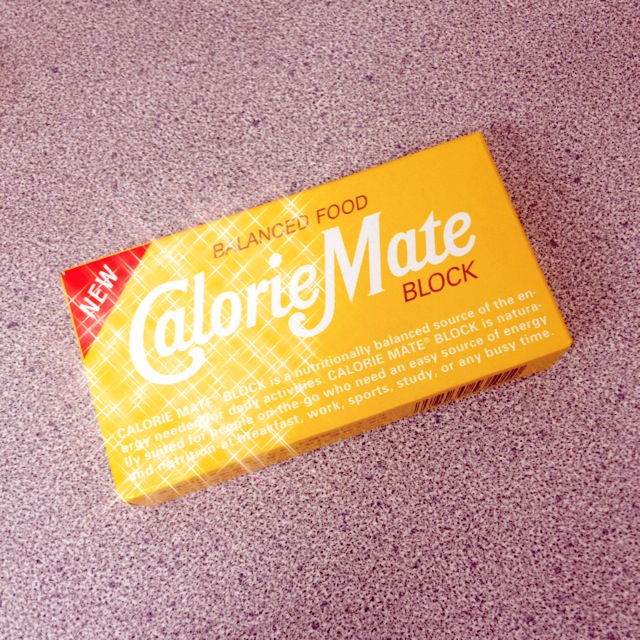 NEW
BALANCED FOOD
CalorieMate
BLOCK
CALORIE MATE® BLOCK is a nutritionally balanced source of the en-
ergy needed for daily activities. CALORIE MATE® BLOCK is natura-
lly suited for people on-the-go who need an easy source of energy
and nutrition at breakfast, work, sports, study, or any busy time.